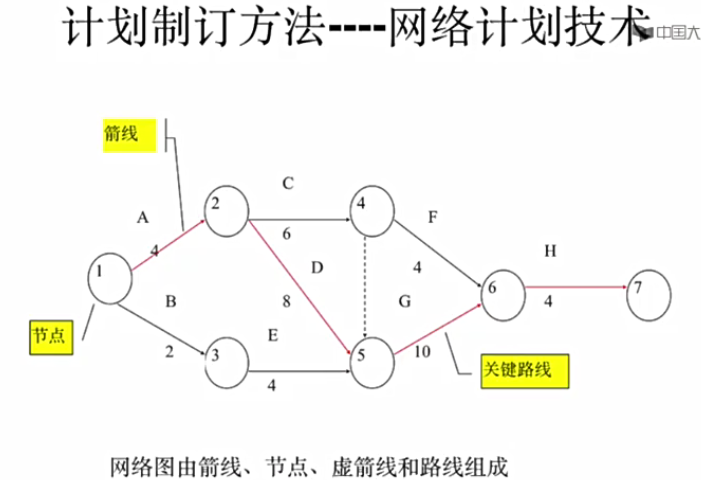 计划制订方法----网络计划技术
中国大
箭线
C
2
4
A
6
F
4
D
H
1
4
B
8
G
6
4
7
节点
E
2
3
5
10
4
关键路线
网络图由箭线、节点、虚箭线和路线组成